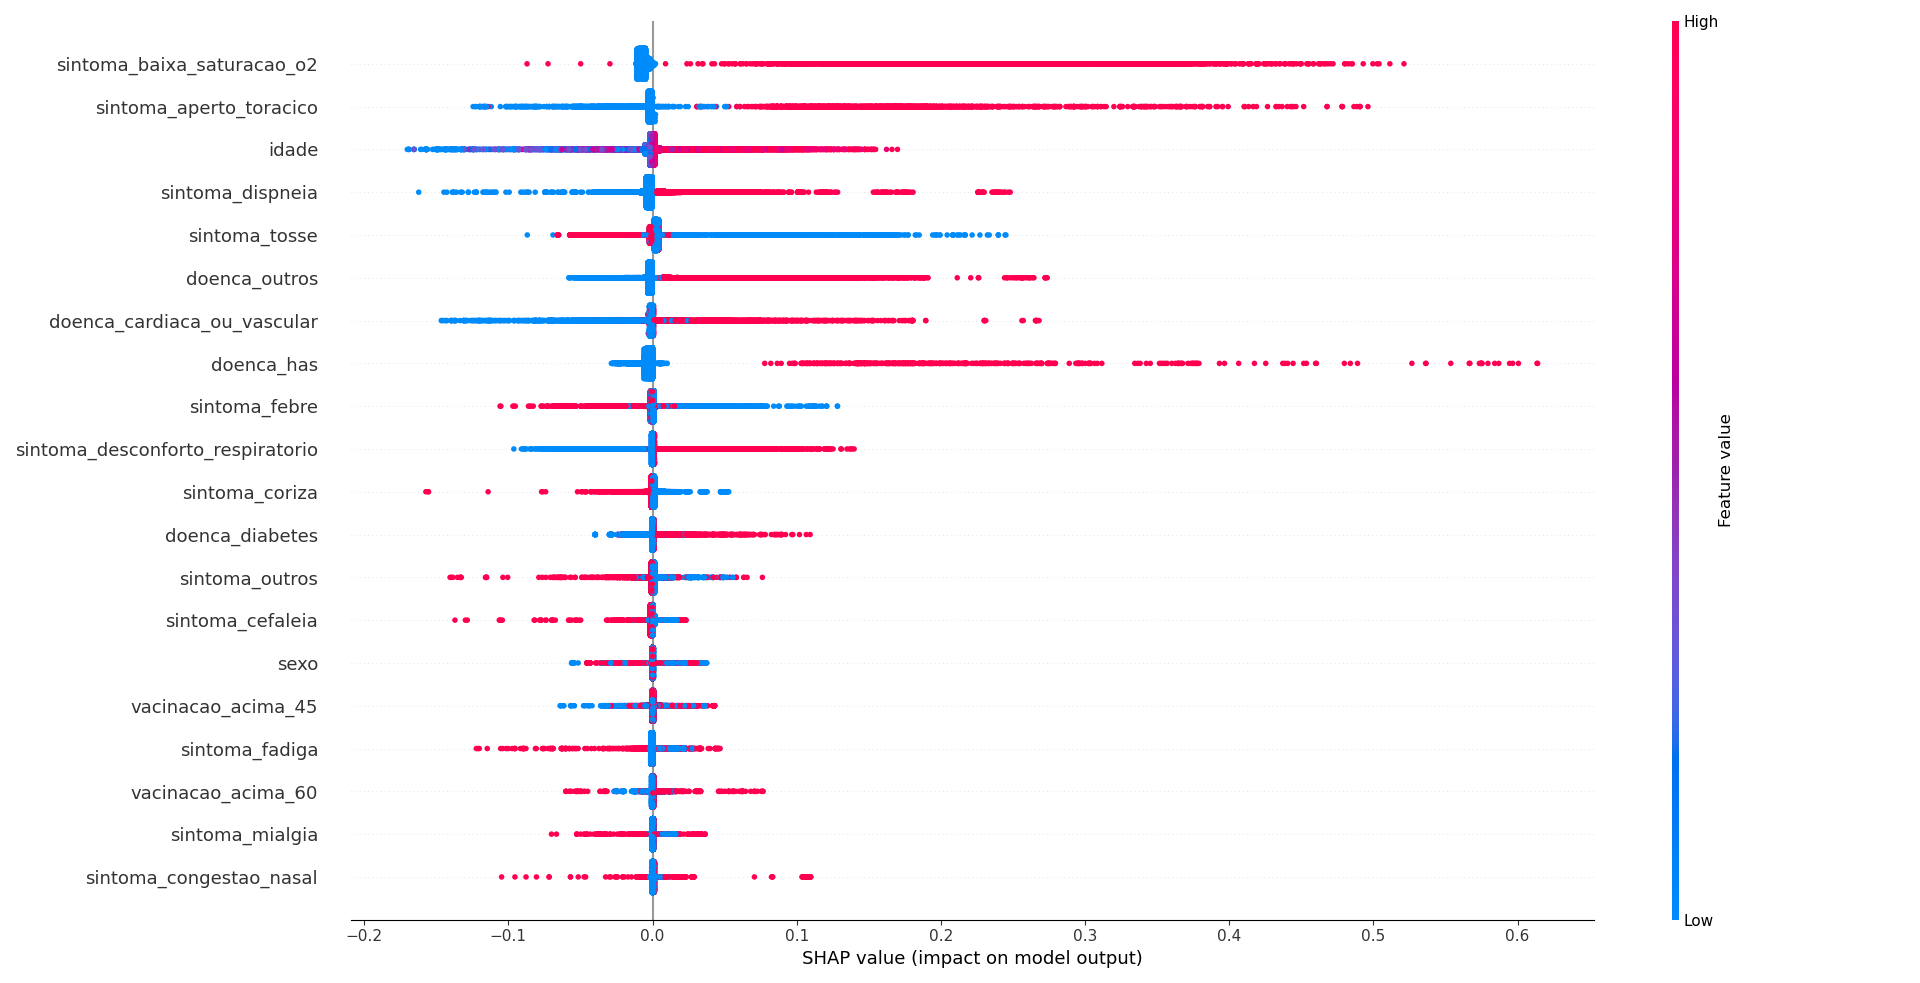 High
sintoma_baixa_saturacao_o2
sintoma_aperto_toracico
idade
sintoma_dispneia
sintoma_tosse
doenca_outros
doenca_cardiaca_ou_vascular
doenca_has
sintoma_febre
sintoma_desconforto_respiratorio
sintoma_coriza
doenca_diabetes
sintoma_outros
sintoma_cefaleia
sexo
vacinacao_acima_45
sintoma_fadiga
vacinacao_acima_60
sintoma_mialgia
sintoma_congestao_nasal
Feature value
Low
−0.2 −0.1 0.0 0.1 0.2 0.3 0.4 0.5 0.6
SHAP value (impact on model output)